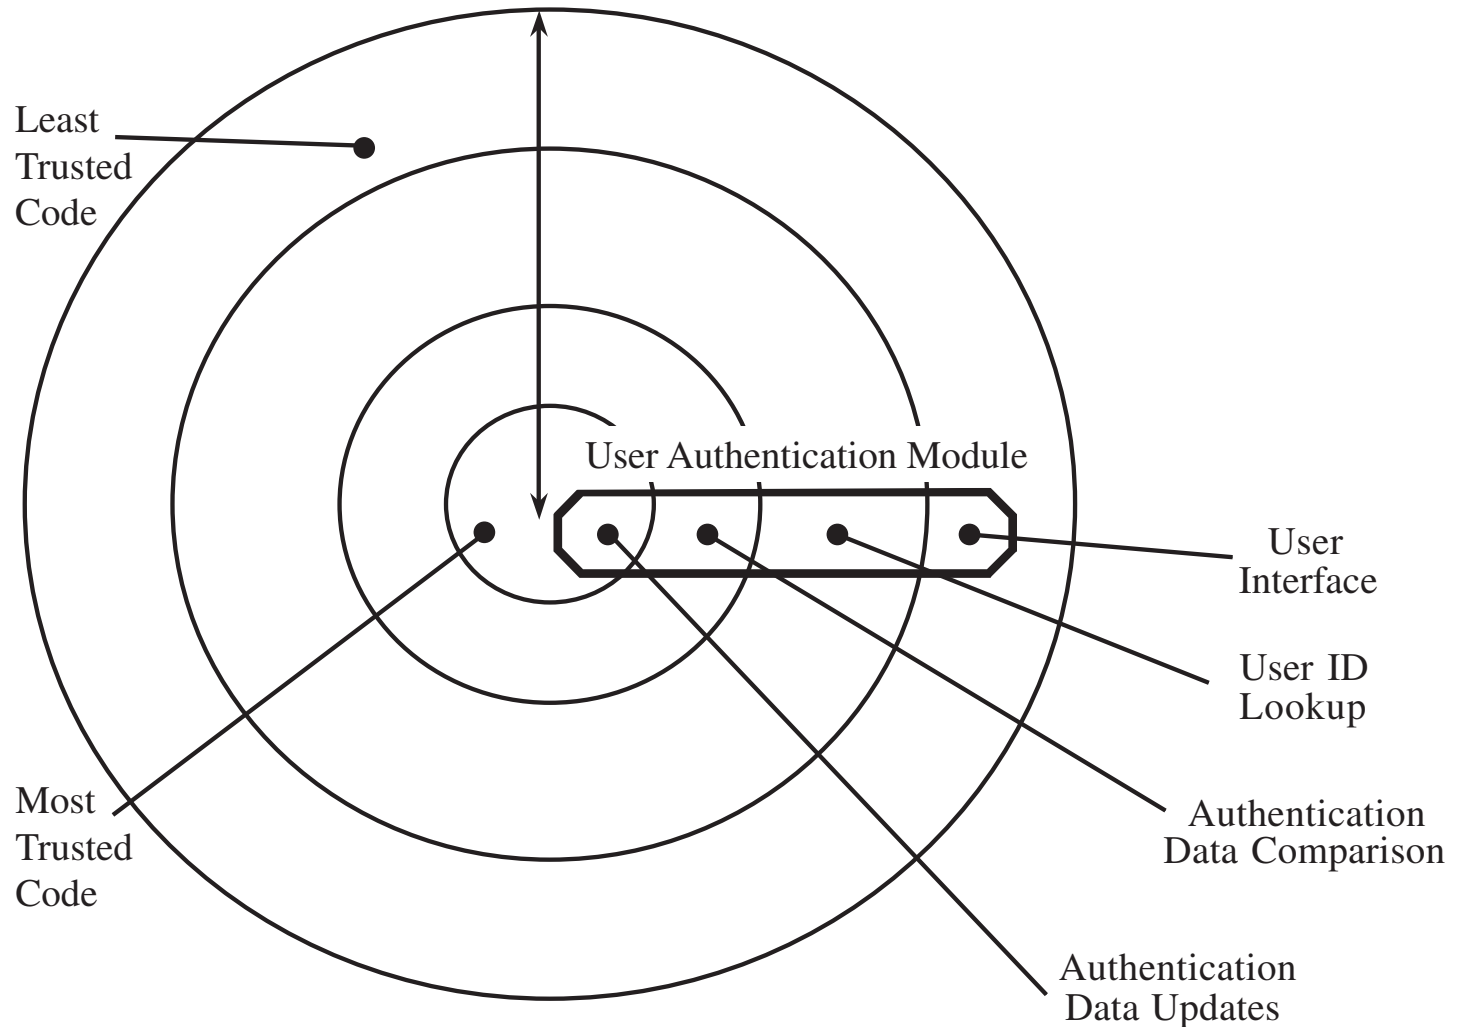 Least
Trusted
Code
User Authentication Module
User
Interface
User ID
Lookup
Most
Trusted
Code
Authentication
Data Comparison
Authentication
Data Updates